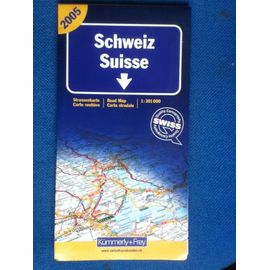 2005
Schweiz
Suisse
Strassenkarte
Carte routière
Road Map
Carta stradale
1:301 000
SWISS
Kümmerly+Frey